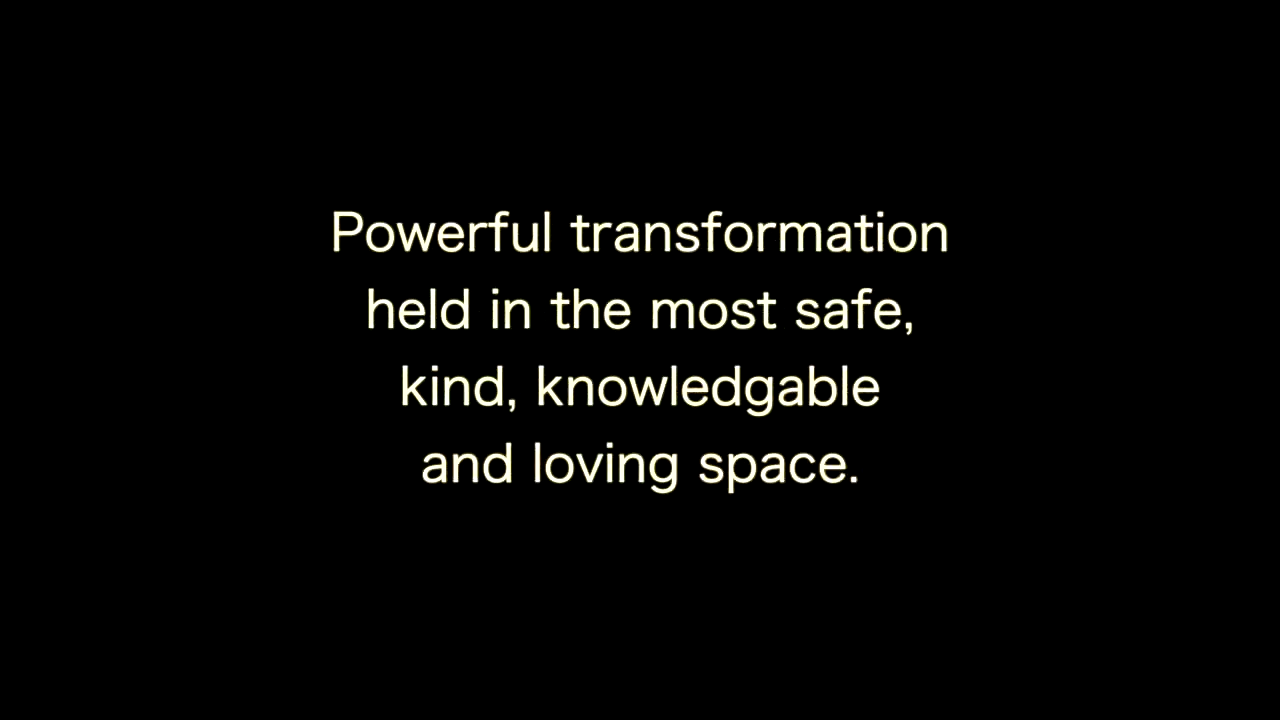 Powerful transformation
held in the most safe,
kind, knowledgable
and loving space.